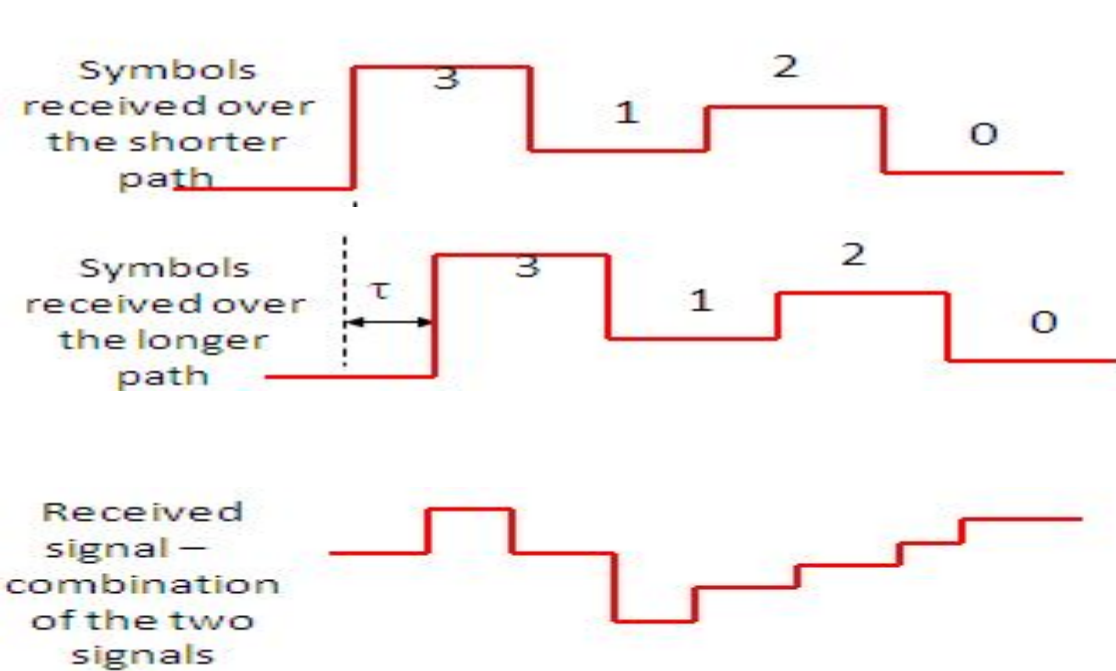 Symbols
received over
the shorter
path
3
1
2
0
Symbols
received over
the longer
path
τ
3
1
2
0
Received
signal –
combination
of the two
signals